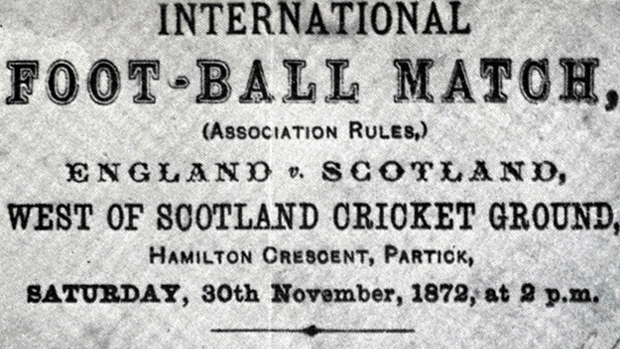 INTERNATIONAL
FOOT-BALL MATCH,
(ASSOCIATION RULES,)
ENGLAND v. SCOTLAND,
WEST OF SCOTLAND CRICKET GROUND,
HAMILTON CRESCENT, PARTICK,
SATURDAY, 30th November, 1872, at 2 p.m.